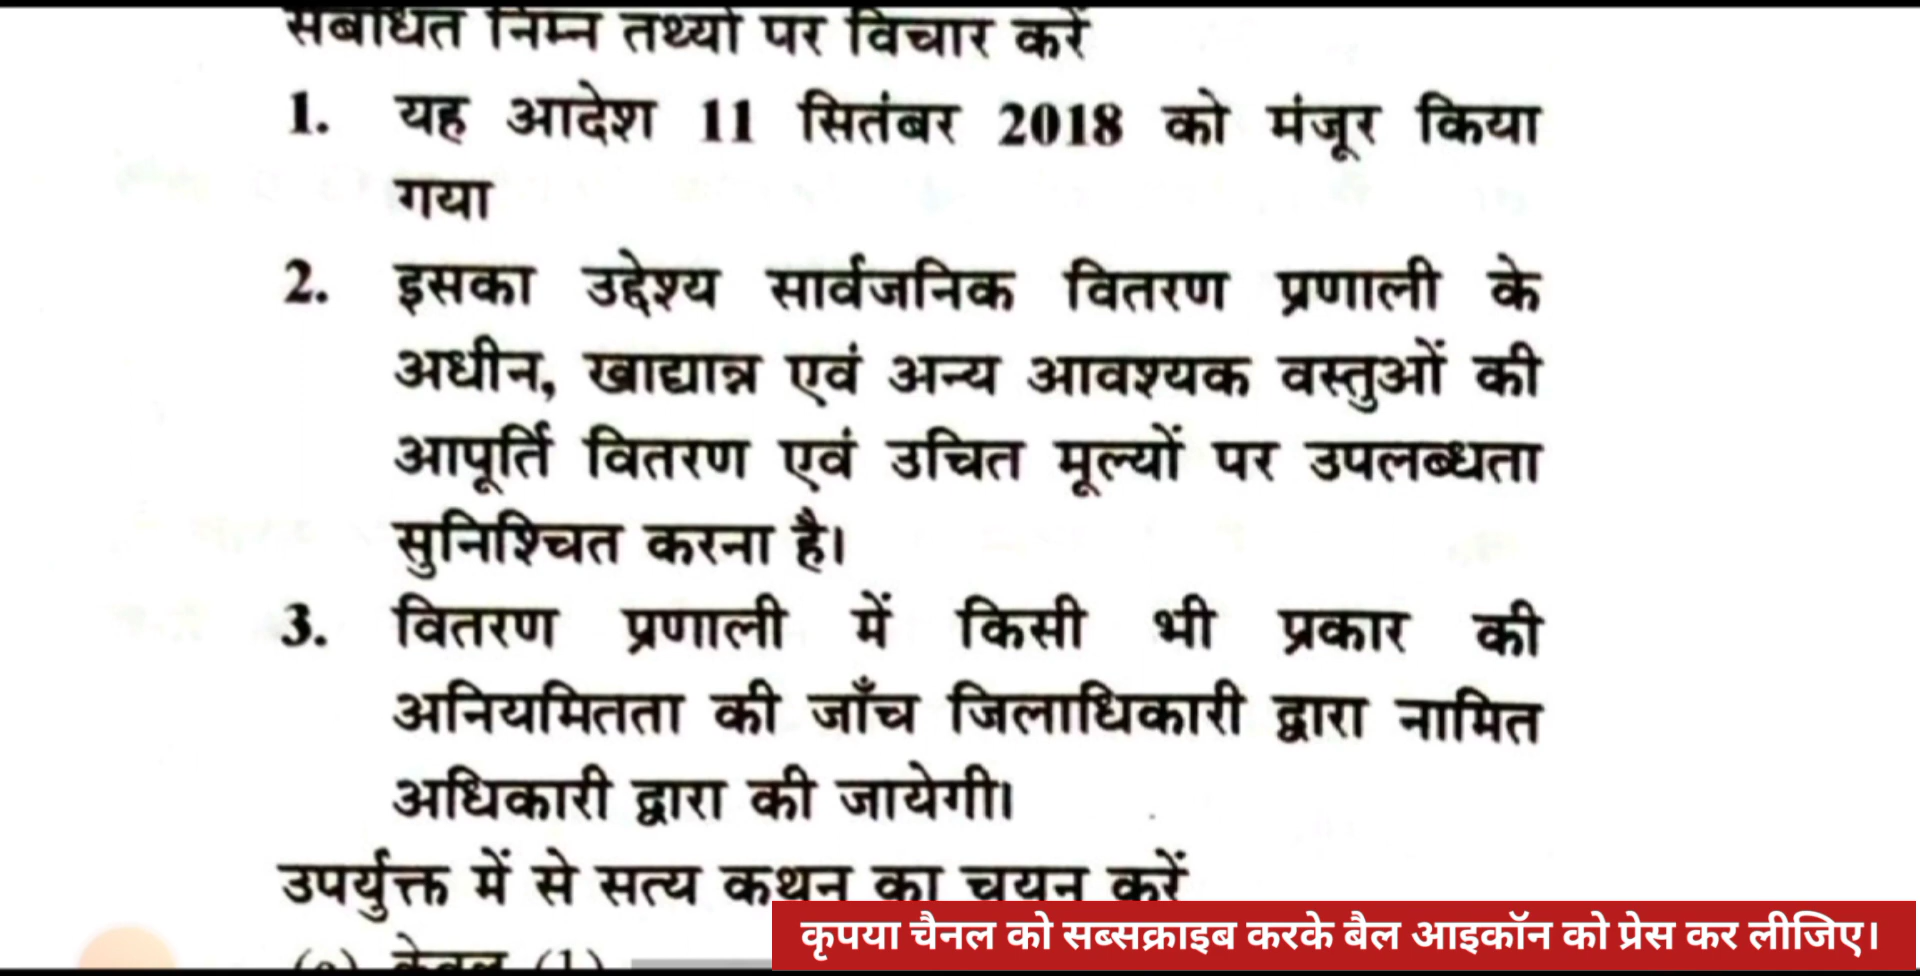 संबंधित निम्न तथ्यों पर विचार करें
1. यह आदेश 11 सितंबर 2018 को मंजूर किया
गया
2. इसका उद्देश्य सार्वजनिक वितरण प्रणाली के
अधीन, खाद्यान्न एवं अन्य आवश्यक वस्तुओं की
आपूर्ति वितरण एवं उचित मूल्यों पर उपलब्धता
सुनिश्चित करना है।
3. वितरण प्रणाली में किसी भी प्रकार की
अनियमितता की जाँच जिलाधिकारी द्वारा नामित
अधिकारी द्वारा की जायेगी।
उपर्युक्त में से सत्य कथन का चयन करें
केवल (1)
कृपया चैनल को सब्सक्राइब करके बैल आइकॉन को प्रेस कर लीजिए।